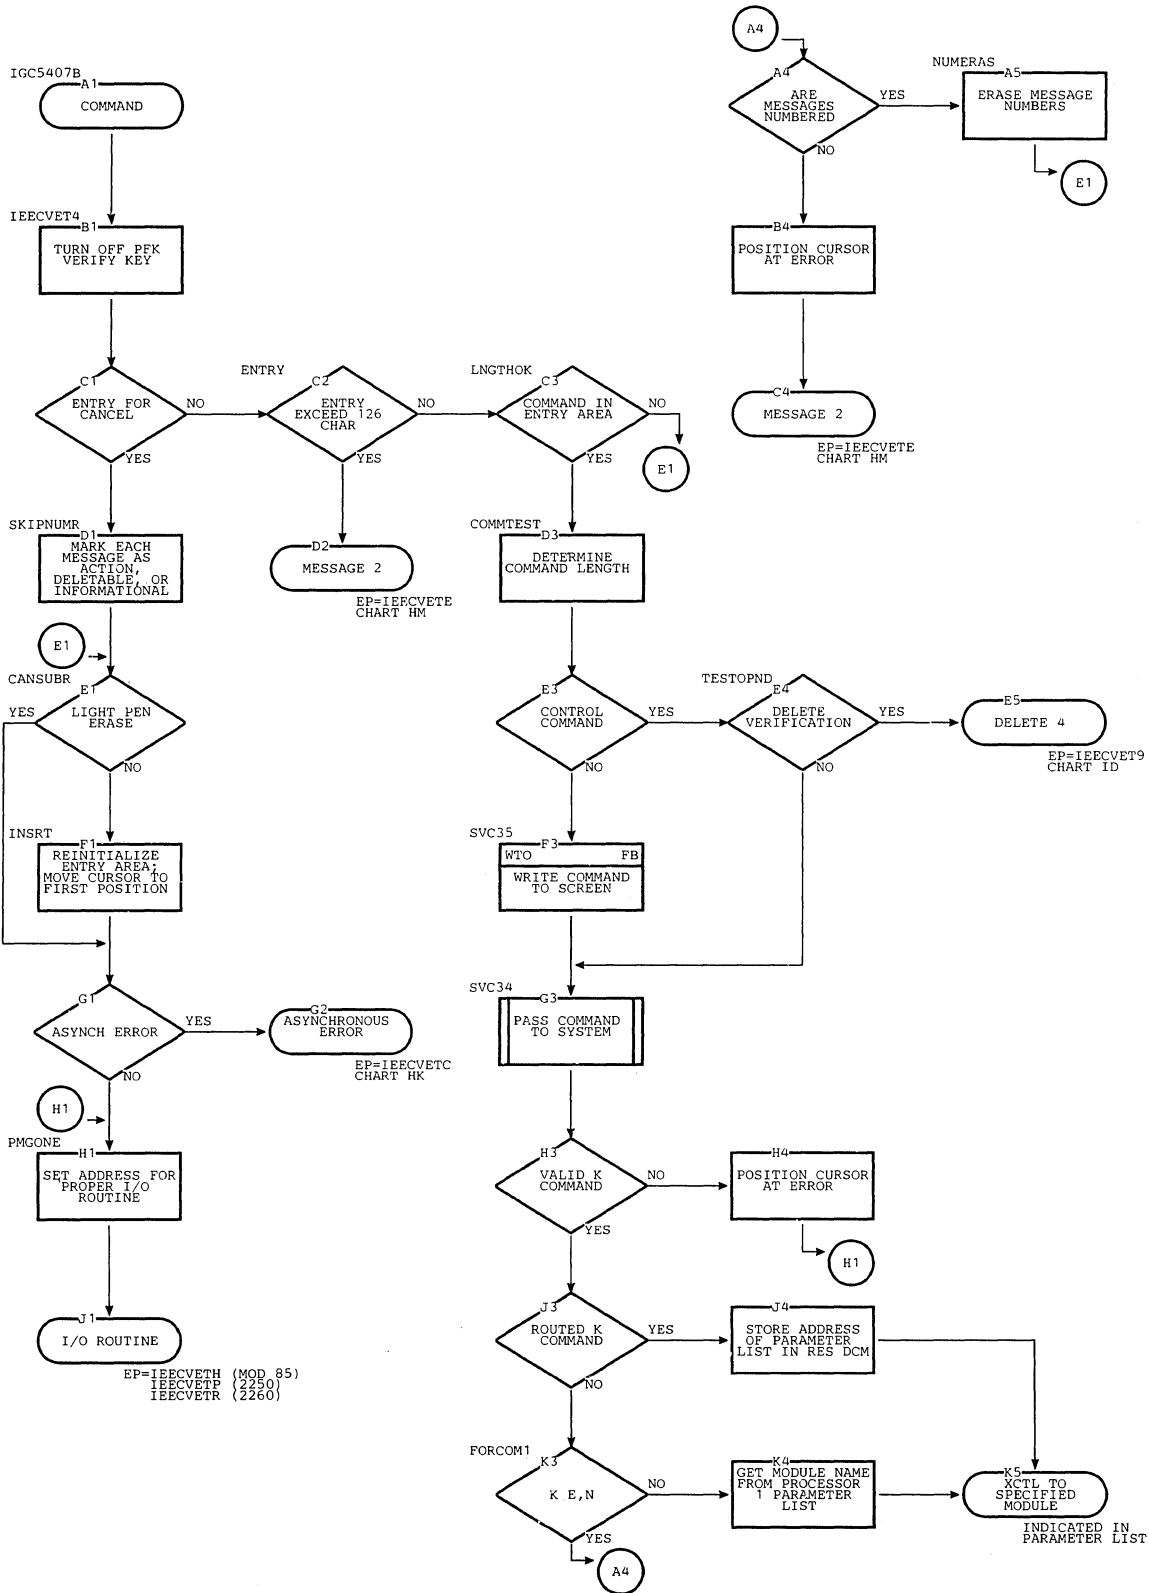 IGC5407B
A1
COMMAND
IEECVET4
B1
TURN OFF PFK
VERIFY KEY
C1
ENTRY FOR
CANCEL
NO
YES
ENTRY
C2
ENTRY
EXCEED 126
CHAR
NO
YES
LNGTHOK
C3
COMMAND IN
ENTRY AREA
NO
YES
E1
SKIPNUMR
D1
MARK EACH
MESSAGE AS
ACTION,
DELETABLE, OR
INFORMATIONAL
D2
MESSAGE 2
EP=IEECVETE
CHART HM
COMMTEST
D3
DETERMINE
COMMAND LENGTH
E1
CANSUBR
E1
LIGHT PEN
ERASE
YES
NO
E3
CONTROL
COMMAND
YES
NO
TESTOPND
E4
DELETE
VERIFICATION
YES
NO
E5
DELETE 4
EP=IEECVET9
CHART ID
INSRT
F1
REINITIALIZE
ENTRY AREA;
MOVE CURSOR TO
FIRST POSITION
SVC35
F3
WTO FB
WRITE COMMAND
TO SCREEN
G1
ASYNCH ERROR
YES
NO
G2
ASYNCHRONOUS
ERROR
EP=IEECVETC
CHART HK
SVC34
G3
PASS COMMAND
TO SYSTEM
H1
PMGONE
H1
SET ADDRESS FOR
PROPER I/O
ROUTINE
H3
VALID K
COMMAND
NO
YES
H4
POSITION CURSOR
AT ERROR
H1
J1
I/O ROUTINE
EP=IEECVETH (MOD 85)
IEECVETP (2250)
IEECVETR (2260)
J3
ROUTED K
COMMAND
YES
NO
J4
STORE ADDRESS
OF PARAMETER
LIST IN RES DCM
FORCOM1
K3
K E,N
NO
YES
A4
K4
GET MODULE NAME
FROM PROCESSOR
1 PARAMETER
LIST
K5
XCTL TO
SPECIFIED
MODULE
INDICATED IN
PARAMETER LIST
A4
A4
ARE
MESSAGES
NUMBERED
YES
NO
NUMERAS
A5
ERASE MESSAGE
NUMBERS
E1
B4
POSITION CURSOR
AT ERROR
C4
MESSAGE 2
EP=IEECVETE
CHART HM